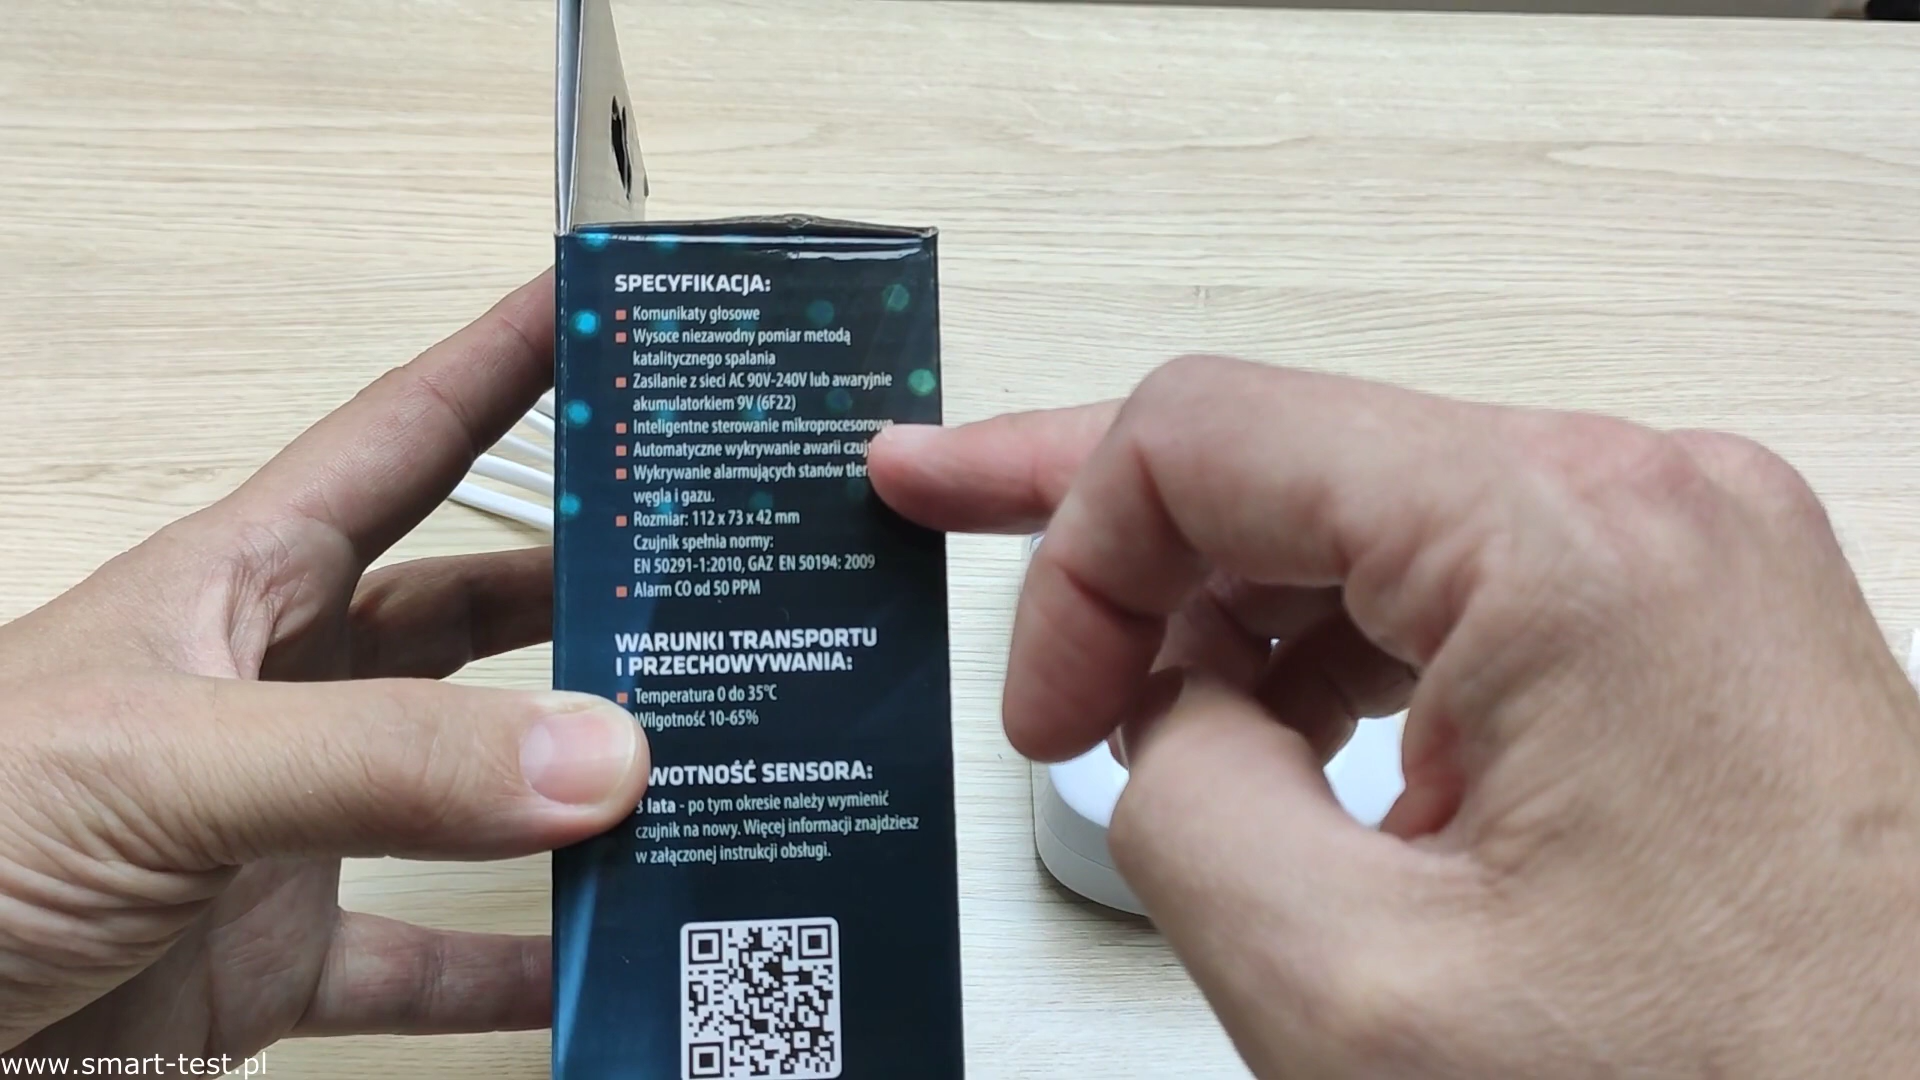 SPECYFIKACJA:
Komunikaty głosowe
Wysoce niezawodny pomiar metodą
katalitycznego spalania
Zasilanie z sieci AC 90V-240V lub awaryjnie
akumulatorkiem 9V (6F22)
Inteligentne sterowanie mikroprocesorowe
Automatyczne wykrywanie awarii
Wykrywanie alarmujących stanów
węgla i gazu.
Rozmiar: 112 x 73 x 42 mm
Czujnik spełnia normy:
EN 50291-1:2010, GAZ EN 50194: 2009
Alarm CO od 50 PPM
WARUNKI TRANSPORTU
I PRZECHOWYWANIA:
Temperatura 0 do 35°C
Wilgotność 10-65%
SENSORA:
3 lata - po tym okresie należy wymienić
czujnik na nowy. Więcej informacji znajdziesz
w załączonej instrukcji obsługi.
www.smart-test.pl